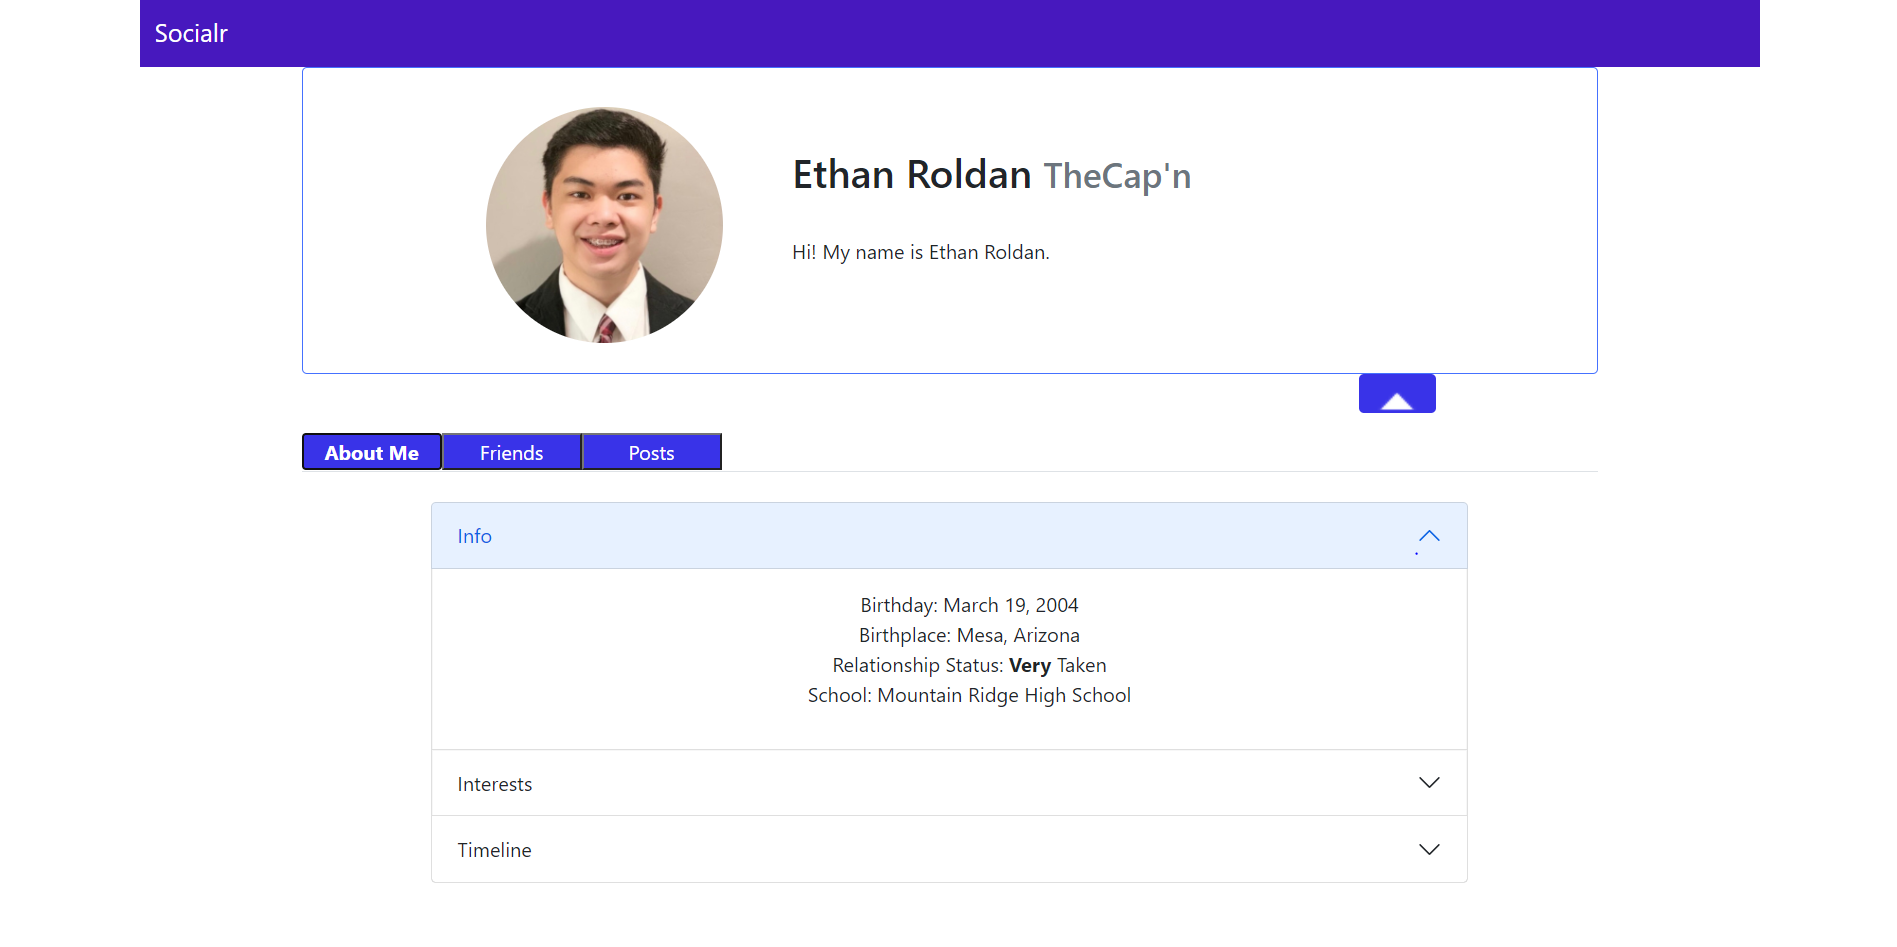 Socialr
Ethan Roldan TheCap'n
Hi! My name is Ethan Roldan.
About Me Friends Posts
Info
Birthday: March 19, 2004
Birthplace: Mesa, Arizona
Relationship Status: Very Taken
School: Mountain Ridge High School
Interests
Timeline